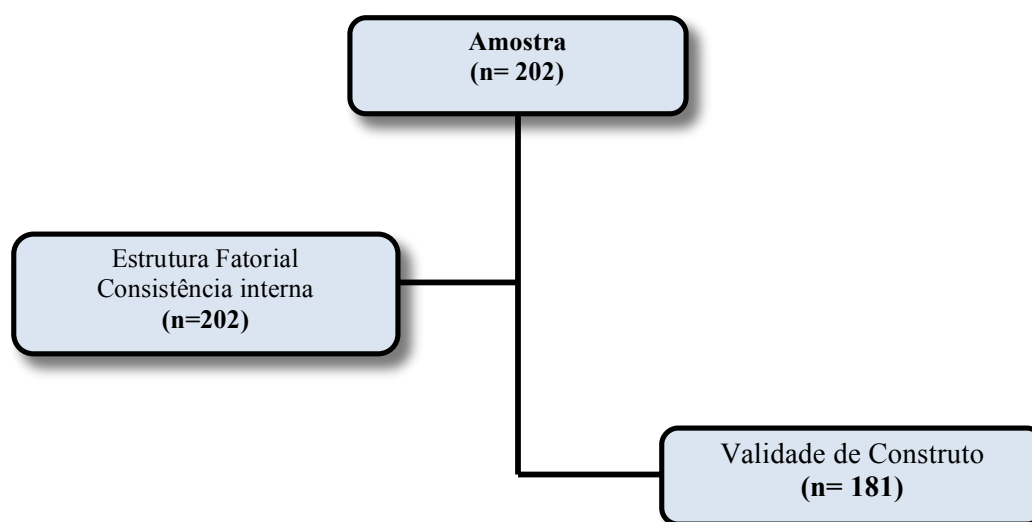 Amostra
(n= 202)
Estrutura Fatorial
Consistência interna
(n=202)
Validade de Construto
(n= 181)